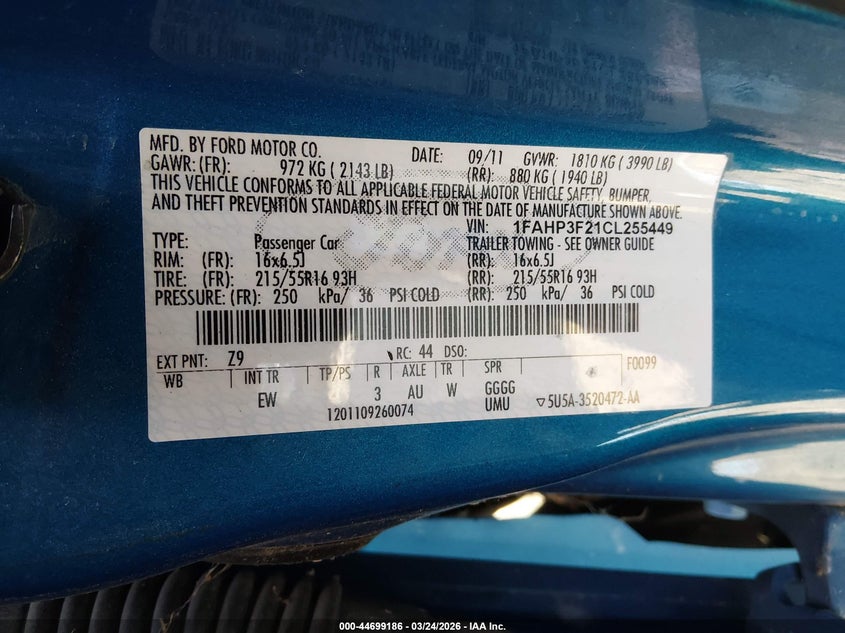 MFD. BY FORD MOTOR CO. DATE: 09/11 GVWR: 1810 KG ( 3990 LB)
GAWR: (FR): 972 KG ( 2143 LB) (RR): 880 KG ( 1940 LB)
THIS VEHICLE CONFORMS TO ALL APPLICABLE FEDERAL MOTOR VEHICLE SAFETY, BUMPER,
AND THEFT PREVENTION STANDARDS IN EFFECT ON THE DATE OF MANUFACTURE SHOWN ABOVE.
VIN: 1FAHP3F21CL255449
TYPE: Passenger Car TRAILER TOWING - SEE OWNER GUIDE
RIM: (FR): 16x6.5J (RR): 16x6.5J
TIRE: (FR): 215/55R16 93H (RR): 215/55R16 93H
PRESSURE: (FR): 250 kPa/ 36 PSI COLD (RR): 250 kPa/ 36 PSI COLD
EXT PNT: Z9 RC: 44 DSO: F0099
WB INT TR TP/PS R AXLE TR SPR
EW 3 AU W GGGG
1201109260074 UMU ▽5U5A-3520472-AA
000-44699186 - 03/24/2026 - IAA Inc.